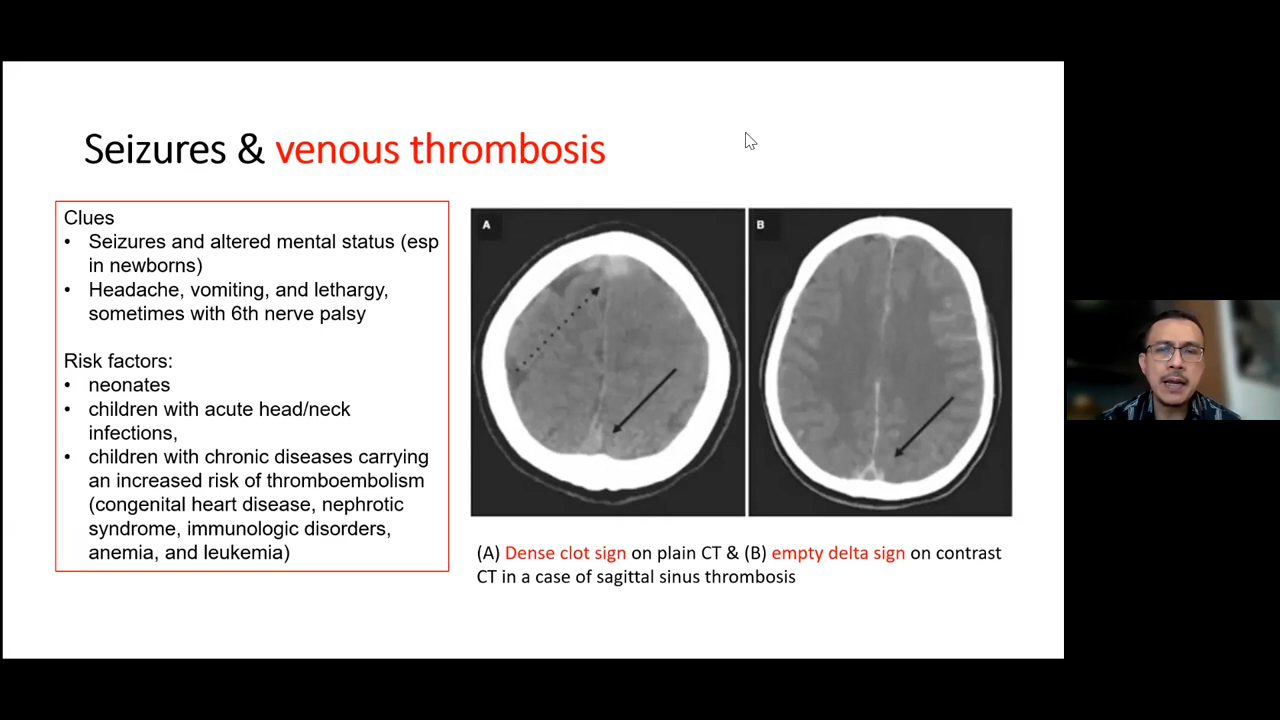 Seizures & venous thrombosis
Clues
• Seizures and altered mental status (esp
in newborns)
• Headache, vomiting, and lethargy,
sometimes with 6th nerve palsy
Risk factors:
• neonates
• children with acute head/neck
infections,
• children with chronic diseases carrying
an increased risk of thromboembolism
(congenital heart disease, nephrotic
syndrome, immunologic disorders,
anemia, and leukemia)
A
B
(A) Dense clot sign on plain CT & (B) empty delta sign on contrast
CT in a case of sagittal sinus thrombosis